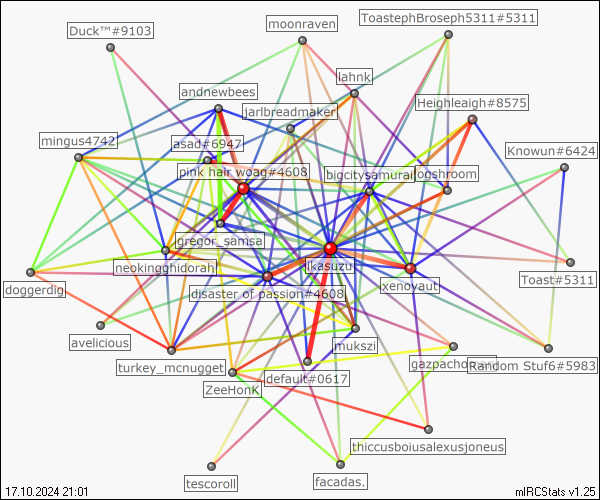 moonraven
ToastephBroseph5311#5311
Duck™#9103
lahnk
andnewbees
jarlbreadmaker
Heighleaigh#8575
mingus4742
asad#6947
Knowun#6424
pink hair woag#4608
bigcitysamurai
logshroom
gregor_samsa
ikasuzu
neokingghidorah
xenoyaut
Toast#5311
doggerdig
disaster of passion#4608
avelicious
mukszi
turkey_mcnugget
default#0617
Random Stuf6#5983
ZeeHonk
thiccusboiusalexusjoneus
tescoroll
facadas.
17.10.2024 21:01
mIRCStats v1.25